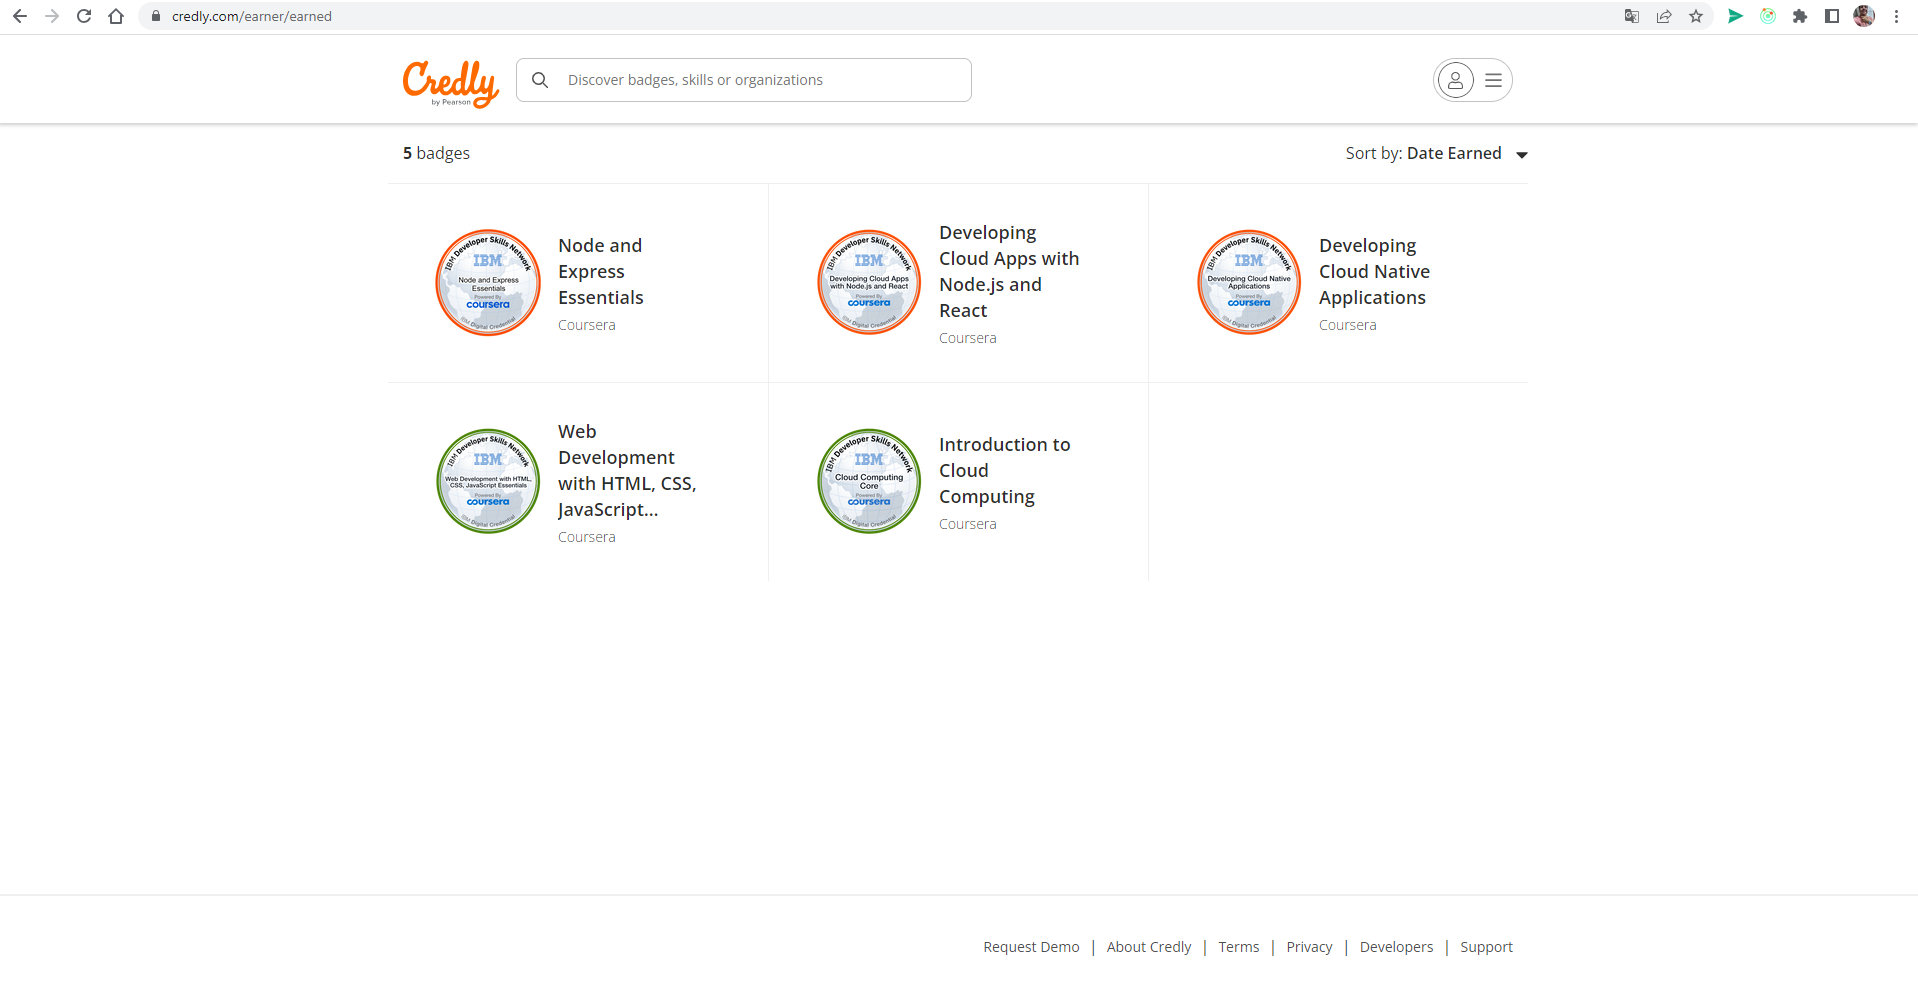 credly.com/earner/earned
Credly
by Pearson
Discover badges, skills or organizations
5 badges
Sort by: Date Earned
IBM Developer Skills Network
IBM
Node and Express
Essentials
Powered By
coursera
IBM Digital Credential
Node and
Express
Essentials
Coursera
IBM Developer Skills Network
IBM
Developing Cloud Apps
with Node.js and React
Powered By
coursera
IBM Digital Credential
Developing
Cloud Apps with
Node.js and
React
Coursera
IBM Developer Skills Network
IBM
Developing Cloud Native
Applications
Powered By
coursera
IBM Digital Credential
Developing
Cloud Native
Applications
Coursera
IBM Developer Skills Network
IBM
Web Development with HTML,
CSS, JavaScript Essentials
Powered By
coursera
IBM Digital Credential
Web
Development
with HTML, CSS,
JavaScript...
Coursera
IBM Developer Skills Network
IBM
Cloud Computing
Core
Powered By
coursera
IBM Digital Credential
Introduction to
Cloud
Computing
Coursera
Request Demo | About Credly | Terms | Privacy | Developers | Support